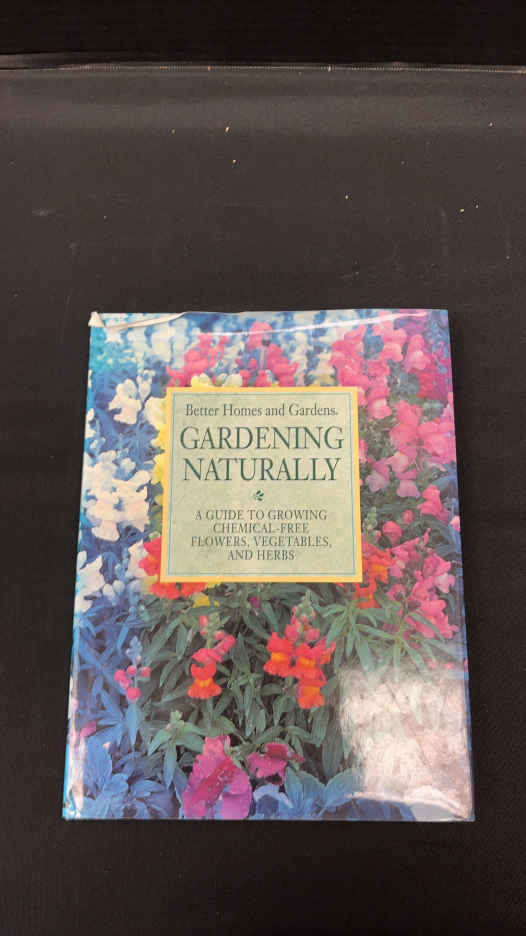 Better Homes and Gardens®
GARDENING
NATURALLY
A GUIDE TO GROWING
CHEMICAL-FREE
FLOWERS, VEGETABLES,
AND HERBS